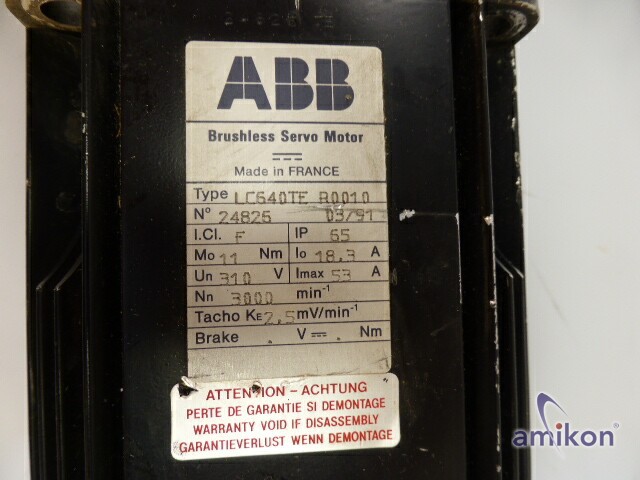 ABB
Brushless Servo Motor
Made in FRANCE
Type LC640TE R0010
N° 24826 03/91
I.Cl. F IP 65
Mo 11 Nm Io 18,3 A
Un 310 V Imax 53 A
Nn 3000 min⁻¹
Tacho KE 2,5 mV/min⁻¹
Brake . V . Nm
ATTENTION - ACHTUNG
PERTE DE GARANTIE SI DEMONTAGE
WARRANTY VOID IF DISASSEMBLY
GARANTIEVERLUST WENN DEMONTAGE
amikon